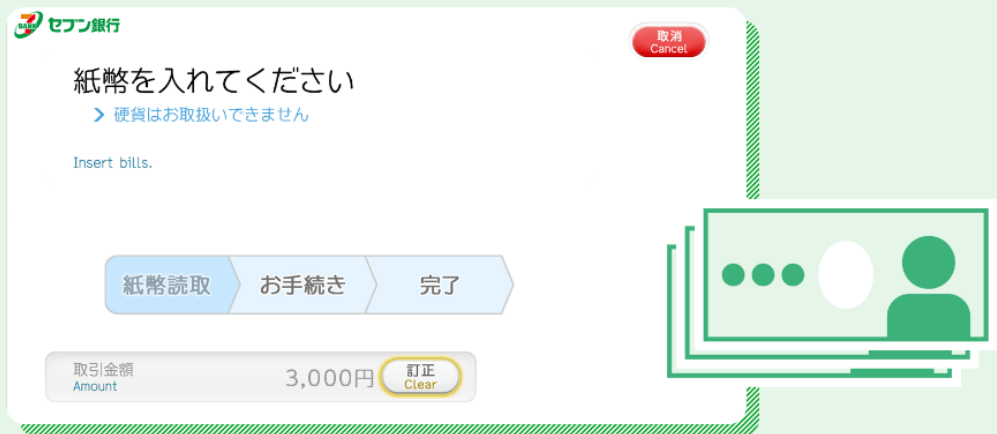 7 BANK セブン銀行
取消
Cancel
紙幣を入れてください
硬貨はお取扱いできません
Insert bills.
紙幣読取 お手続き 完了
取引金額
Amount
3,000円
訂正
Clear